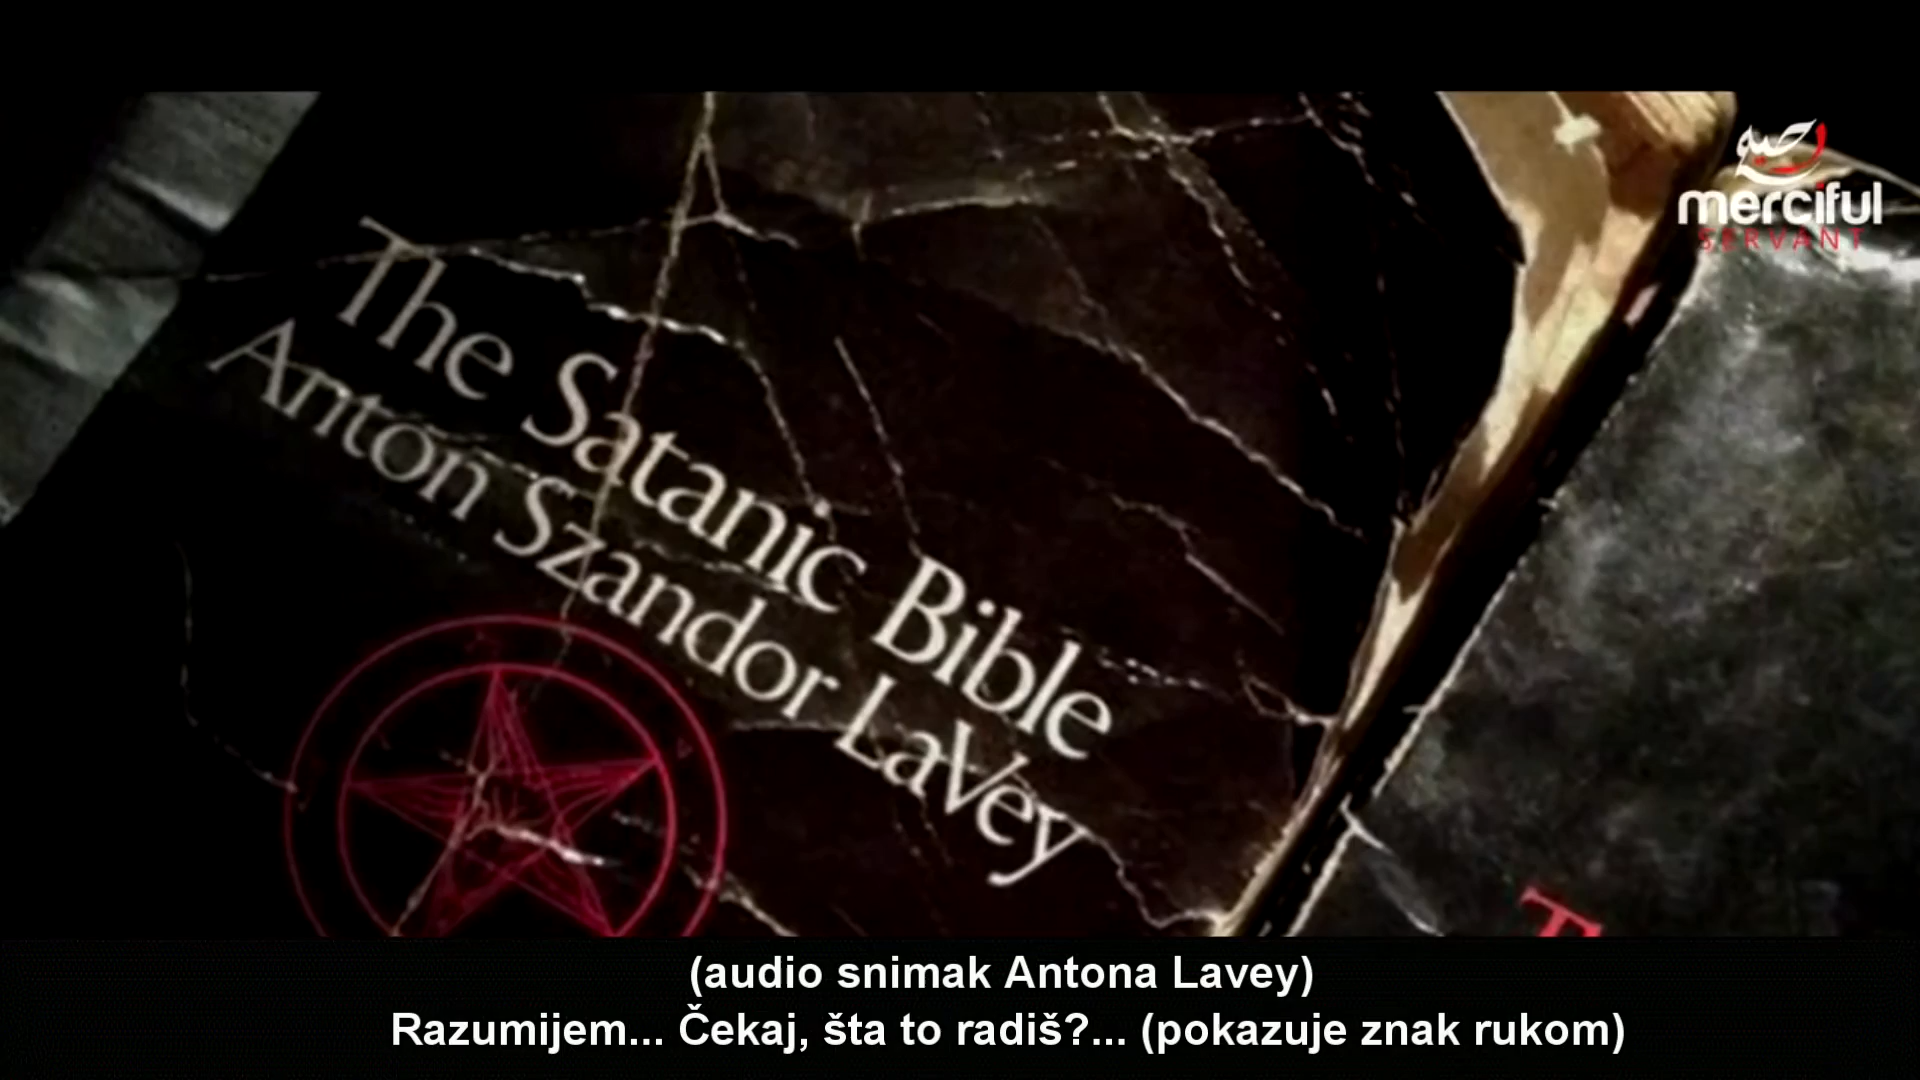 رحيم
merciful
SERVANT
The Satanic Bible
Anton Szandor LaVey
T
(audio snimak Antona Lavey)
Razumijem... Čekaj, šta to radiš?... (pokazuje znak rukom)